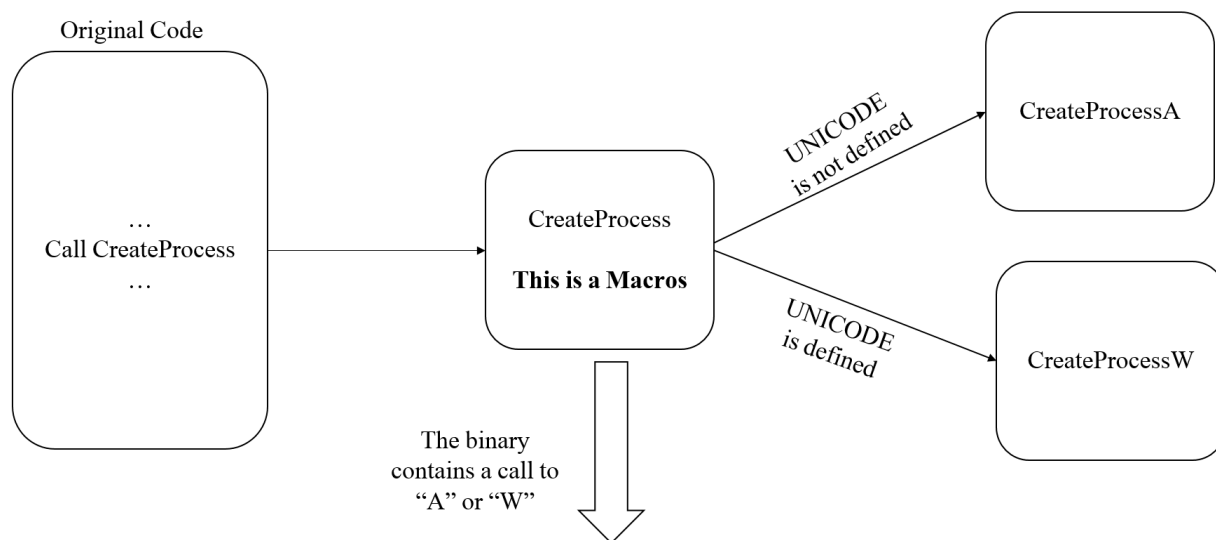 Original Code
…
Call CreateProcess
…
CreateProcess
This is a Macros
UNICODE
is not defined
CreateProcessA
UNICODE
is defined
CreateProcessW
The binary
contains a call to
“A” or “W”